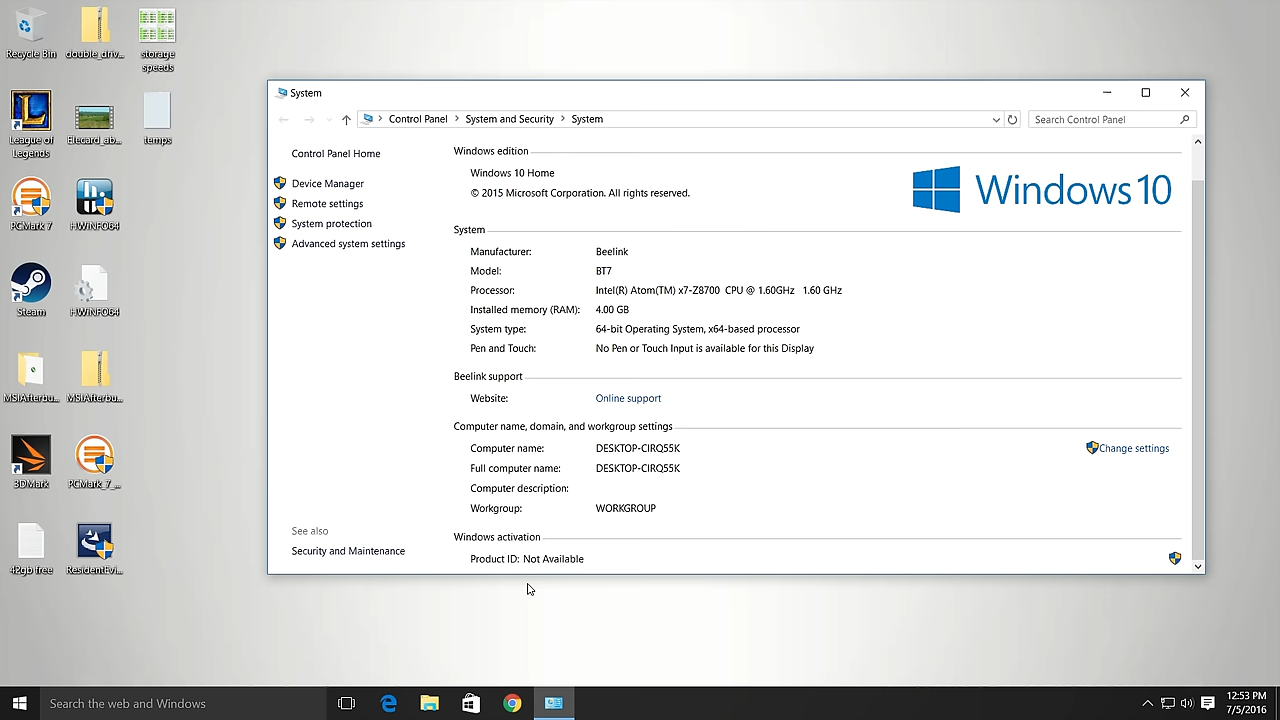 Recycle Bin
double_driv...
storage
speeds
League of
Legends
Elecard_ab...
temps
PCMark 7
HWiNFO64
Steam
HWiNFO64
MSIAfterbu...
MSIAfterbu...
3DMark
PCMark_7_...
42gb free
ResidentEvi...
System
Control Panel > System and Security > System
Search Control Panel
Control Panel Home
Device Manager
Remote settings
System protection
Advanced system settings
See also
Security and Maintenance
Windows edition
Windows 10 Home
© 2015 Microsoft Corporation. All rights reserved.
Windows 10
System
Manufacturer: Beelink
Model: BT7
Processor: Intel(R) Atom(TM) x7-Z8700 CPU @ 1.60GHz 1.60 GHz
Installed memory (RAM): 4.00 GB
System type: 64-bit Operating System, x64-based processor
Pen and Touch: No Pen or Touch Input is available for this Display
Beelink support
Website: Online support
Computer name, domain, and workgroup settings
Computer name: DESKTOP-CIRQ55K
Change settings
Full computer name: DESKTOP-CIRQ55K
Computer description:
Workgroup: WORKGROUP
Windows activation
Product ID: Not Available
Search the web and Windows
12:53 PM
7/5/2016